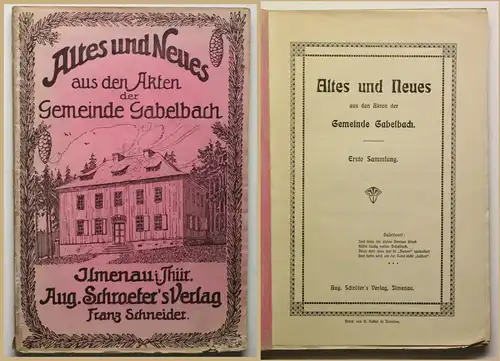 Altes und Neues
aus den Akten
der
Gemeinde Gabelbach
Ilmenau i. Thür.
Aug. Schroeter's Verlag
Franz Schneider.
Altes und Neues
aus den Akten der
Gemeinde Gabelbach.
Erste Sammlung.
Aug. Schröter's Verlag, Ilmenau.